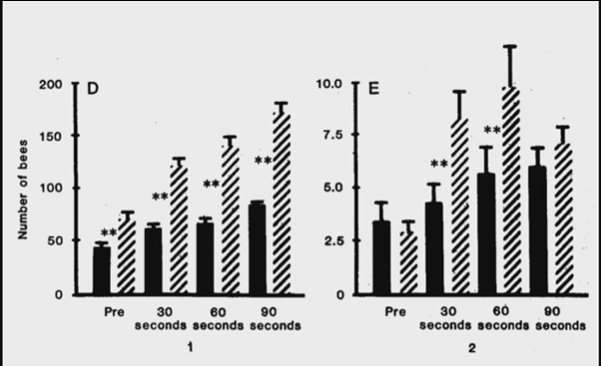 D
Number of bees
200
150
100
50
0
**
**
**
**
Pre
30 seconds
60 seconds
90 seconds
1
E
10.0
7.5
5.0
2.5
0
**
**
Pre
30 seconds
60 seconds
90 seconds
2